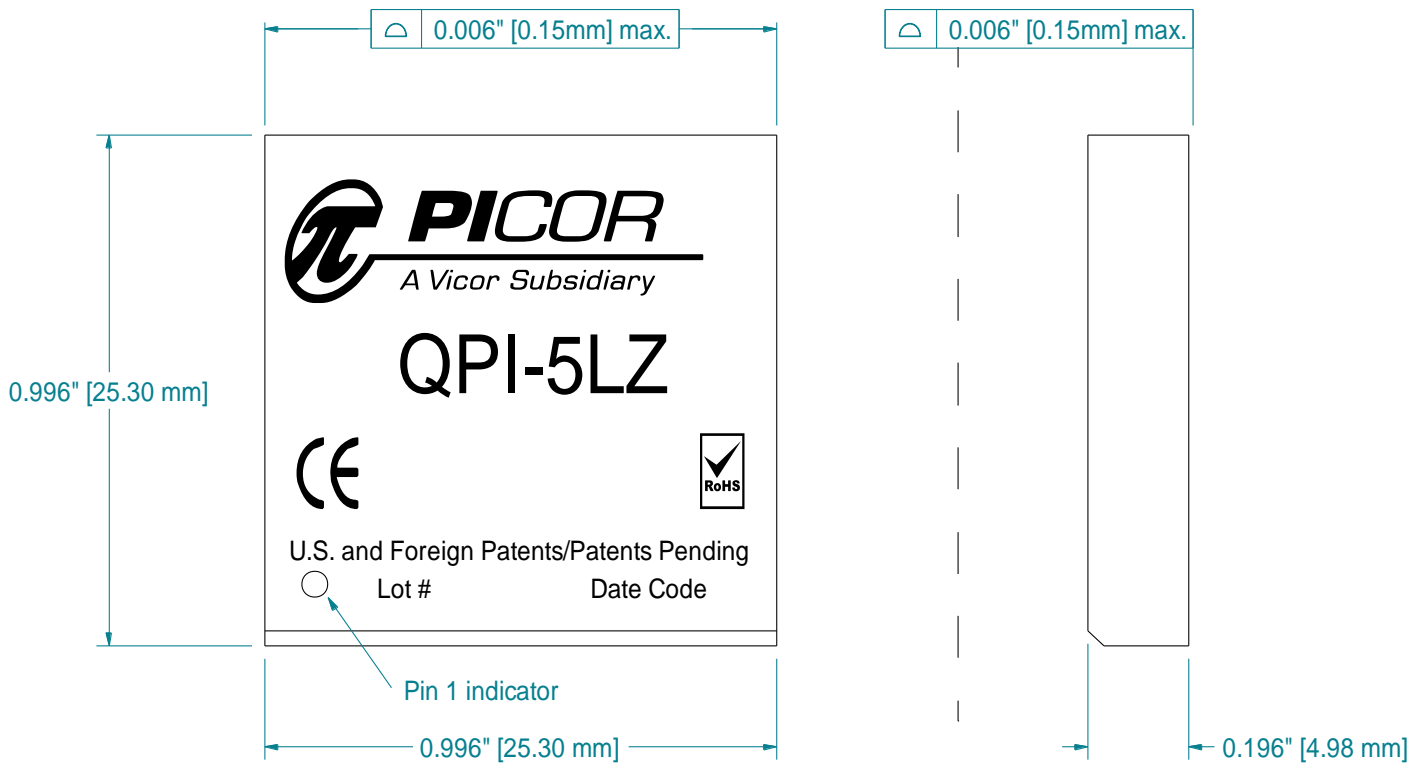 0.006" [0.15mm] max.
0.006" [0.15mm] max.
PICOR
A Vicor Subsidiary
QPI-5LZ
0.996" [25.30 mm]
CE
RoHS
U.S. and Foreign Patents/Patents Pending
Lot # Date Code
Pin 1 indicator
0.996" [25.30 mm]
0.196" [4.98 mm]